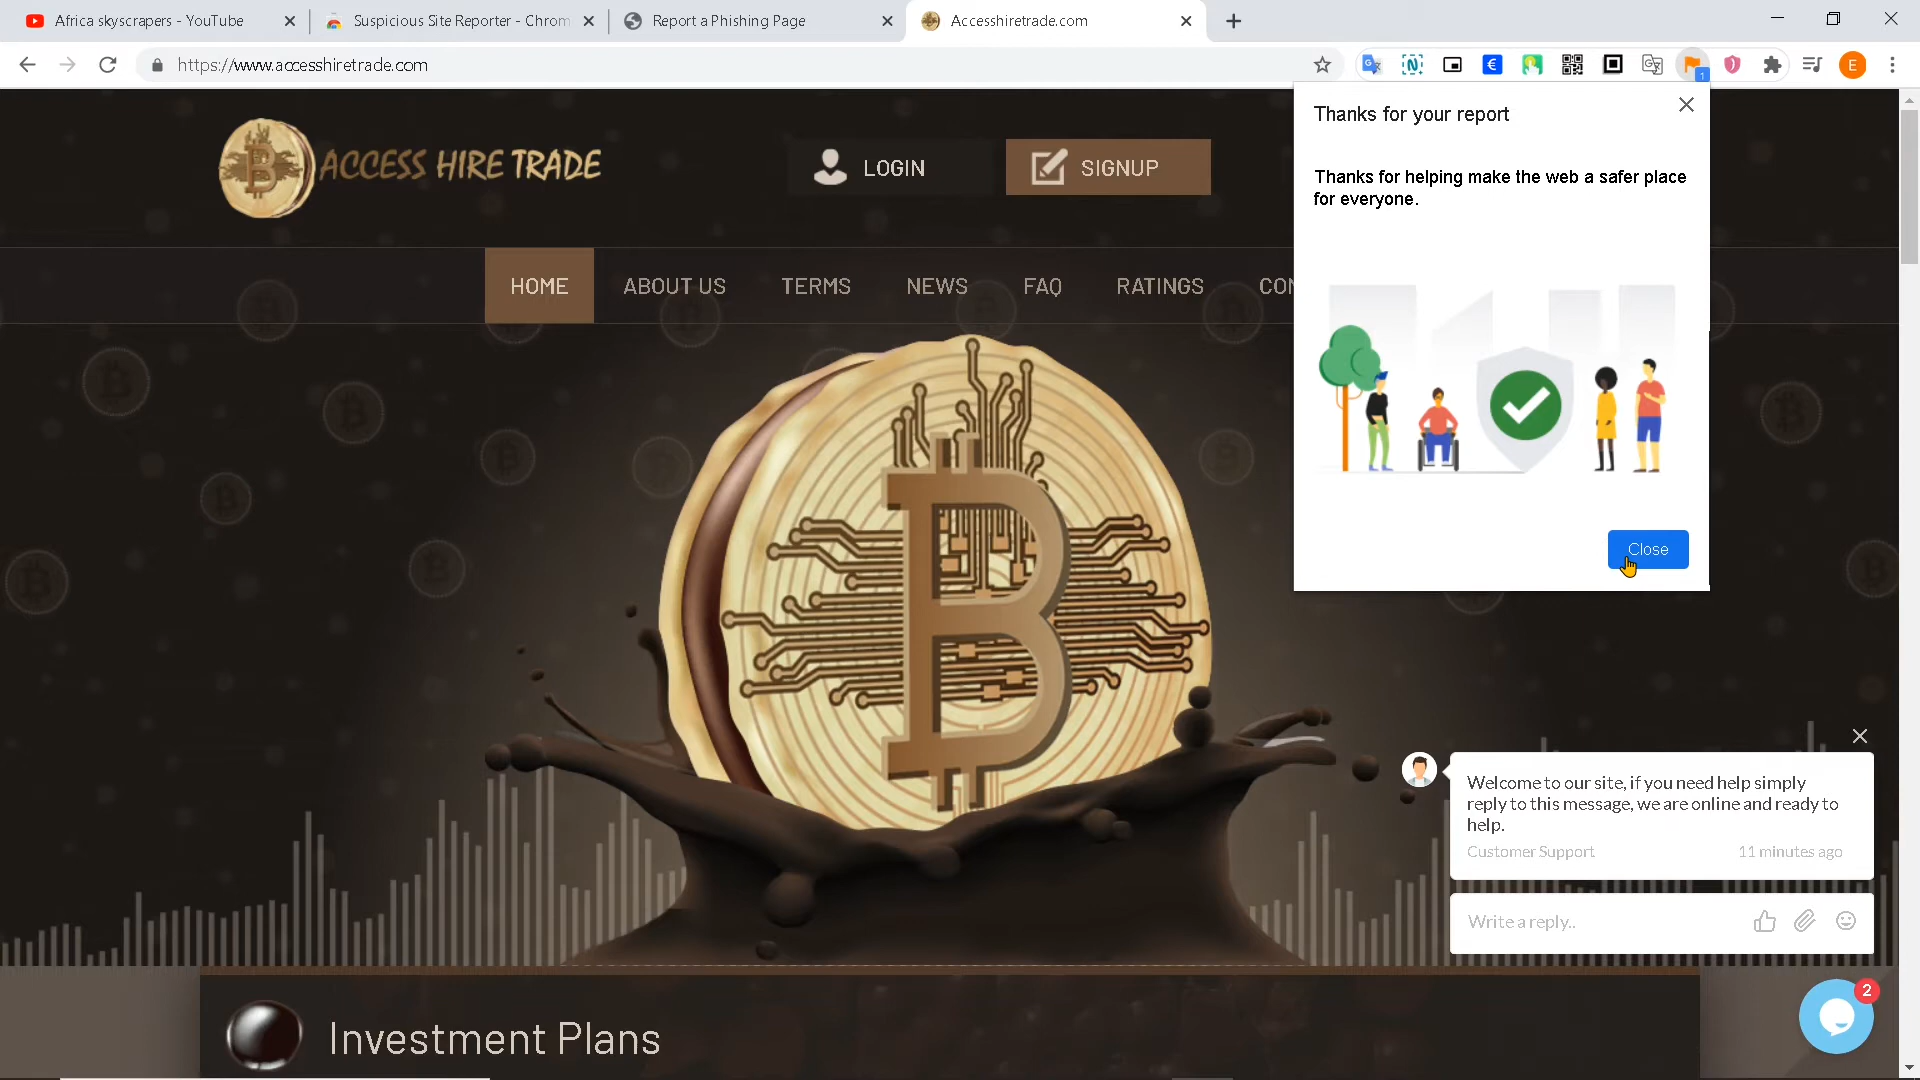 Africa skyscrapers - YouTube
Suspicious Site Reporter - Chrom
Report a Phishing Page
Accesshiretrade.com
https://www.accesshiretrade.com
E
1
ACCESS HIRE TRADE
LOGIN
SIGNUP
Thanks for your report
Thanks for helping make the web a safer place
for everyone.
Close
HOME
ABOUT US
TERMS
NEWS
FAQ
RATINGS
CON
Welcome to our site, if you need help simply
reply to this message, we are online and ready to
help.
Customer Support
11 minutes ago
Write a reply..
2
Investment Plans